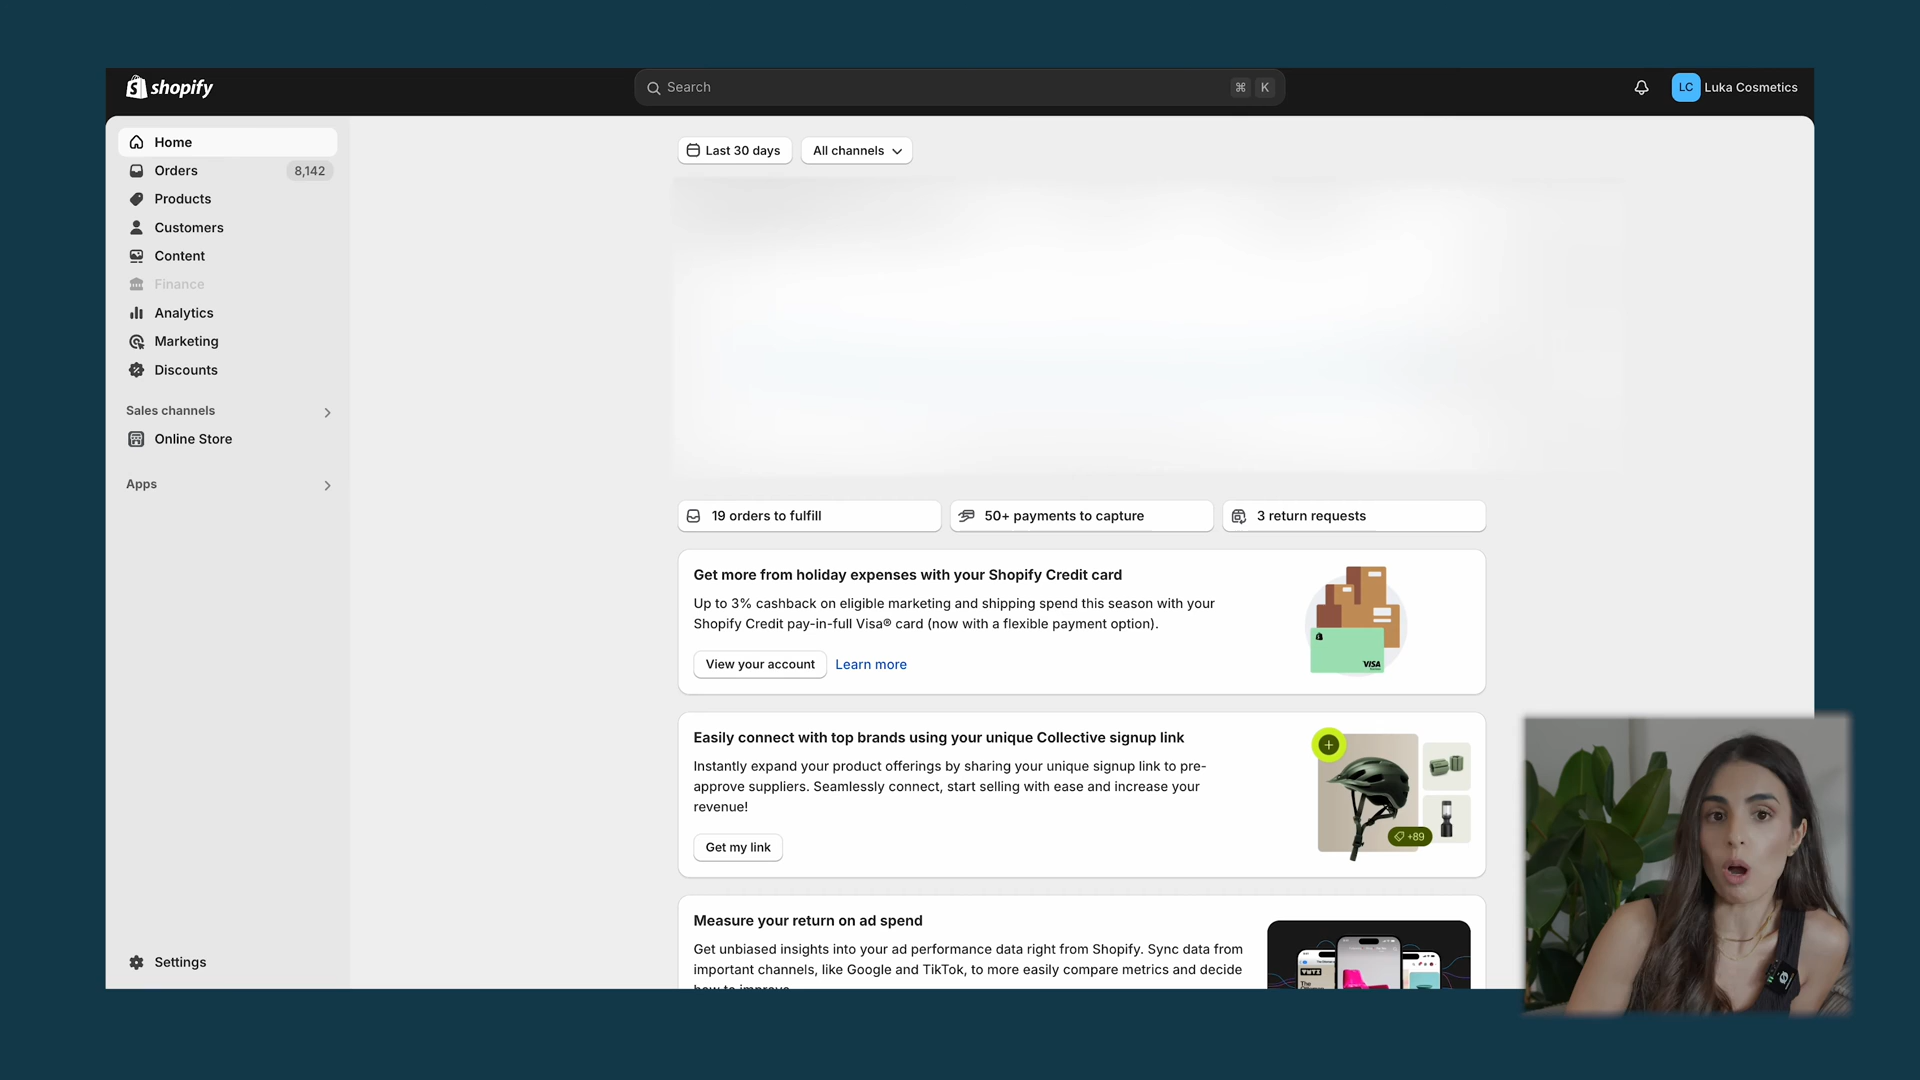 shopify
Search
⌘ K
LC Luka Cosmetics
Home
Orders 8,142
Products
Customers
Content
Finance
Analytics
Marketing
Discounts
Sales channels
Online Store
Apps
Settings
Last 30 days
All channels
19 orders to fulfill
50+ payments to capture
3 return requests
Get more from holiday expenses with your Shopify Credit card
Up to 3% cashback on eligible marketing and shipping spend this season with your
Shopify Credit pay-in-full Visa® card (now with a flexible payment option).
View your account
Learn more
VISA
Easily connect with top brands using your unique Collective signup link
Instantly expand your product offerings by sharing your unique signup link to pre-
approve suppliers. Seamlessly connect, start selling with ease and increase your
revenue!
Get my link
+89
Measure your return on ad spend
Get unbiased insights into your ad performance data right from Shopify. Sync data from
important channels, like Google and TikTok, to more easily compare metrics and decide
how to improve